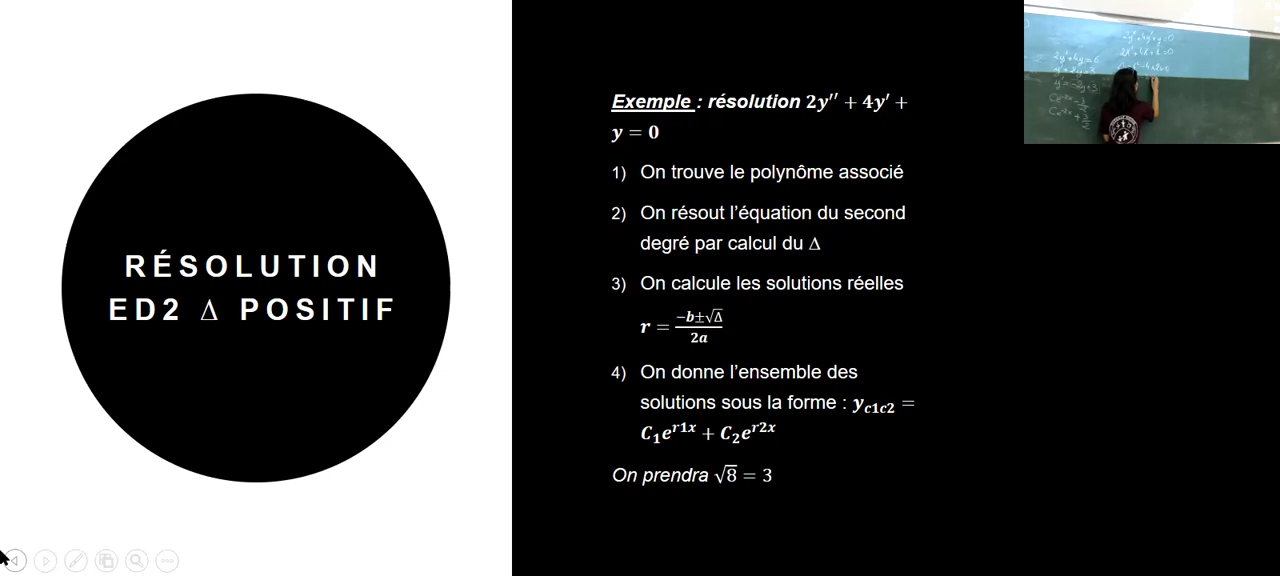 RÉSOLUTION
ED2 Δ POSITIF
Exemple : résolution 2y′′ + 4y′ +
y = 0
1) On trouve le polynôme associé
2) On résout l’équation du second
degré par calcul du Δ
3) On calcule les solutions réelles
r = (−b±√Δ)/(2a)
4) On donne l’ensemble des
solutions sous la forme : y_c1c2 =
C₁e^(r1x) + C₂e^(r2x)
On prendra √8 = 3